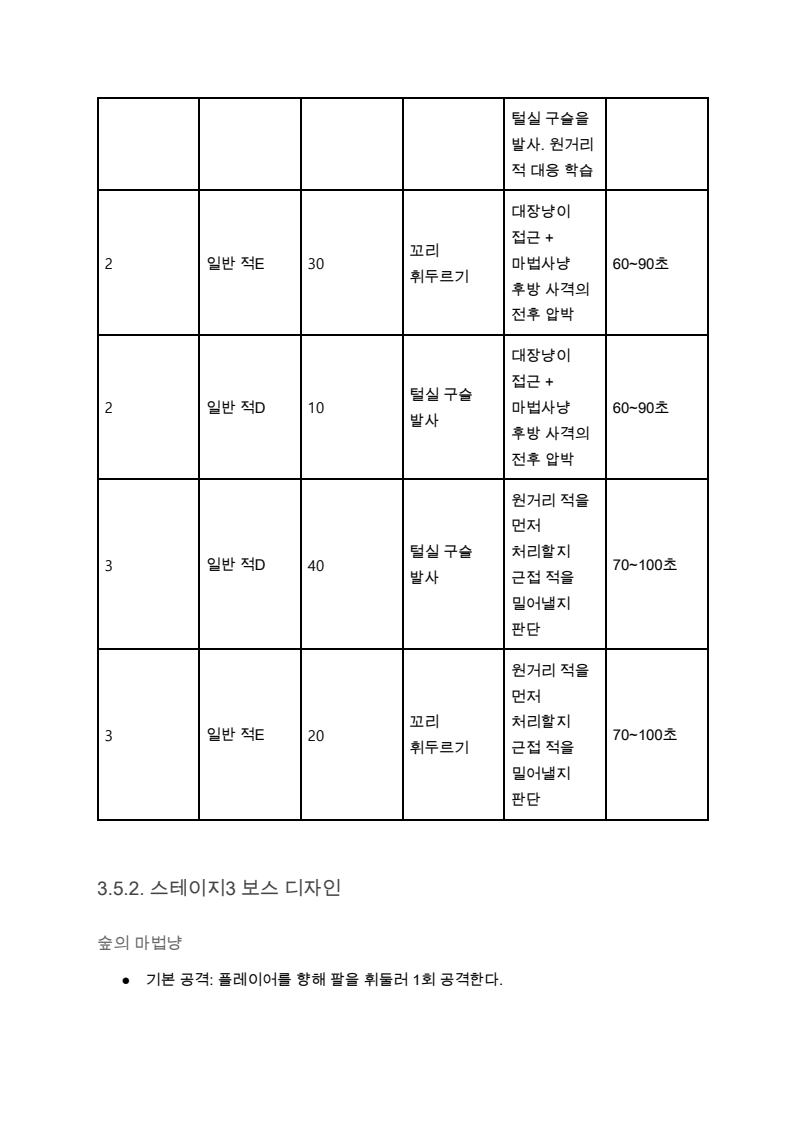 털실 구슬을
발사. 원거리
적 대응 학습
2
일반 적E
30
꼬리
휘두르기
대장냥이
접근 +
마법사냥
후방 사격의
전후 압박
60~90초
2
일반 적D
10
털실 구슬
발사
대장냥이
접근 +
마법사냥
후방 사격의
전후 압박
60~90초
3
일반 적D
40
털실 구슬
발사
원거리 적을
먼저
처리할지
근접 적을
밀어낼지
판단
70~100초
3
일반 적E
20
꼬리
휘두르기
원거리 적을
먼저
처리할지
근접 적을
밀어낼지
판단
70~100초
3.5.2. 스테이지3 보스 디자인
숲의 마법냥
● 기본 공격: 플레이어를 향해 팔을 휘둘러 1회 공격한다.